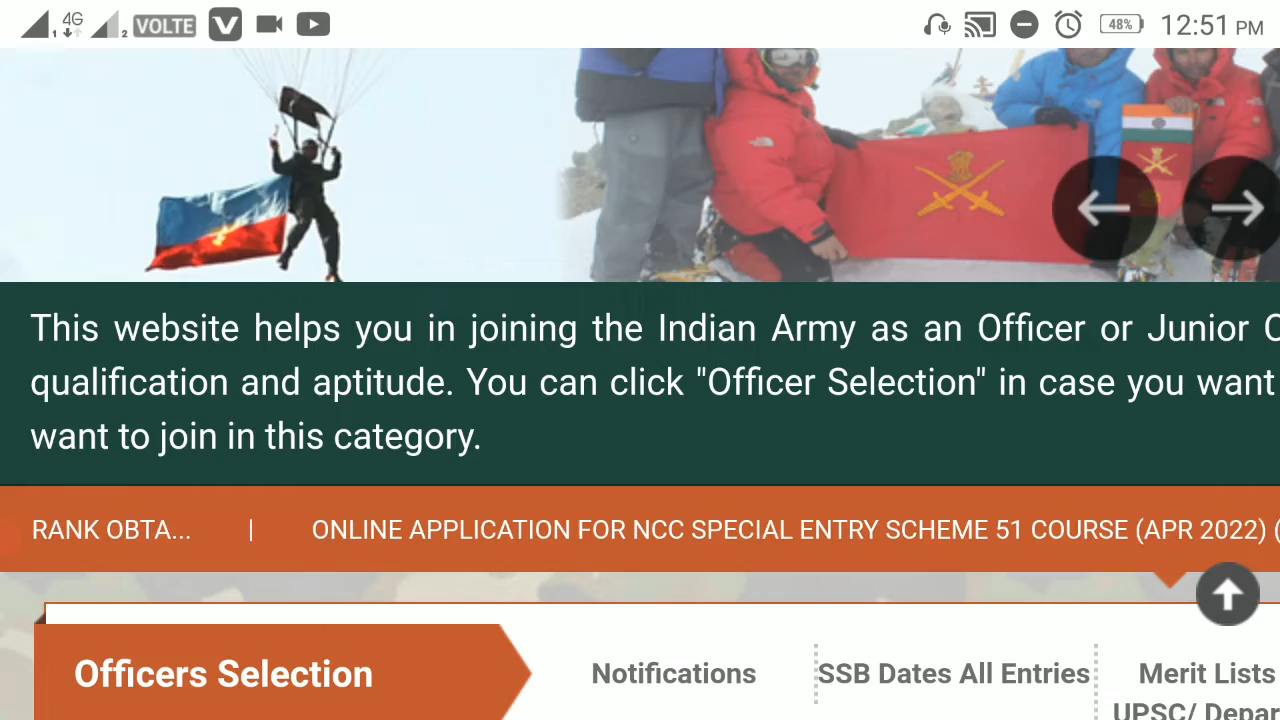 4G
1
2
VOLTE
48%
12:51 PM
This website helps you in joining the Indian Army as an Officer or Junior
qualification and aptitude. You can click "Officer Selection" in case you want
want to join in this category.
RANK OBTA... | ONLINE APPLICATION FOR NCC SPECIAL ENTRY SCHEME 51 COURSE (APR 2022) (
Officers Selection
Notifications
SSB Dates All Entries
Merit Lists
UPSC/